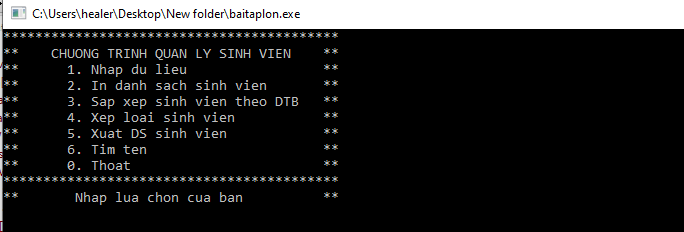 C:\Users\healer\Desktop\New folder\baitaplon.exe
******************************************
**    CHUONG TRINH QUAN LY SINH VIEN    **
**      1. Nhap du lieu                 **
**      2. In danh sach sinh vien       **
**      3. Sap xep sinh vien theo DTB   **
**      4. Xep loai sinh vien           **
**      5. Xuat DS sinh vien            **
**      6. Tim ten                      **
**      0. Thoat                        **
******************************************
**       Nhap lua chon cua ban          **